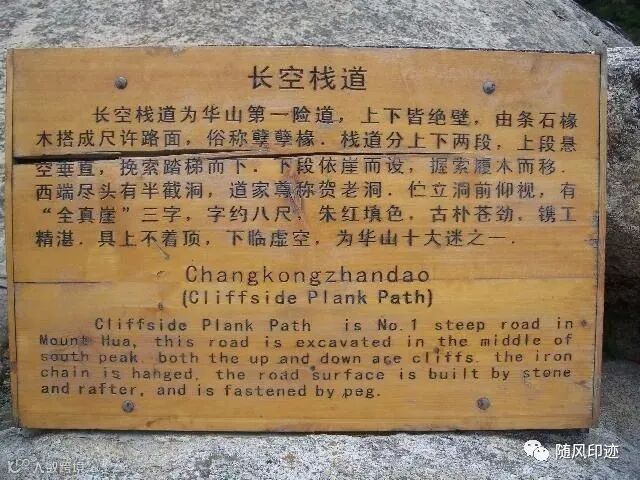 长空栈道
长空栈道为华山第一险道，上下皆绝壁，由条石椽
木搭成尺许路面，俗称孽孽椽．栈道分上下两段，上段悬
空垂直，挽索踏梯而下．下段依崖而设，握索履木而移．
西端尽头有半截洞，道家尊称贺老洞．伫立洞前仰视，有
“全真崖”三字，字约八尺，朱红填色，古朴苍劲，镌工
精湛．具上不着顶，下临虚空，为华山十大迷之一．
Changkongzhandao
(Cliffside Plank Path)
Cliffside Plank Path is No.1 steep road in
Mount Hua, this road is excavated in the middle of
south peak. both the up and down are cliffs. the iron
chain is hanged, the road surface is built by stone
and rafter, and is fastened by peg.
随风印迹